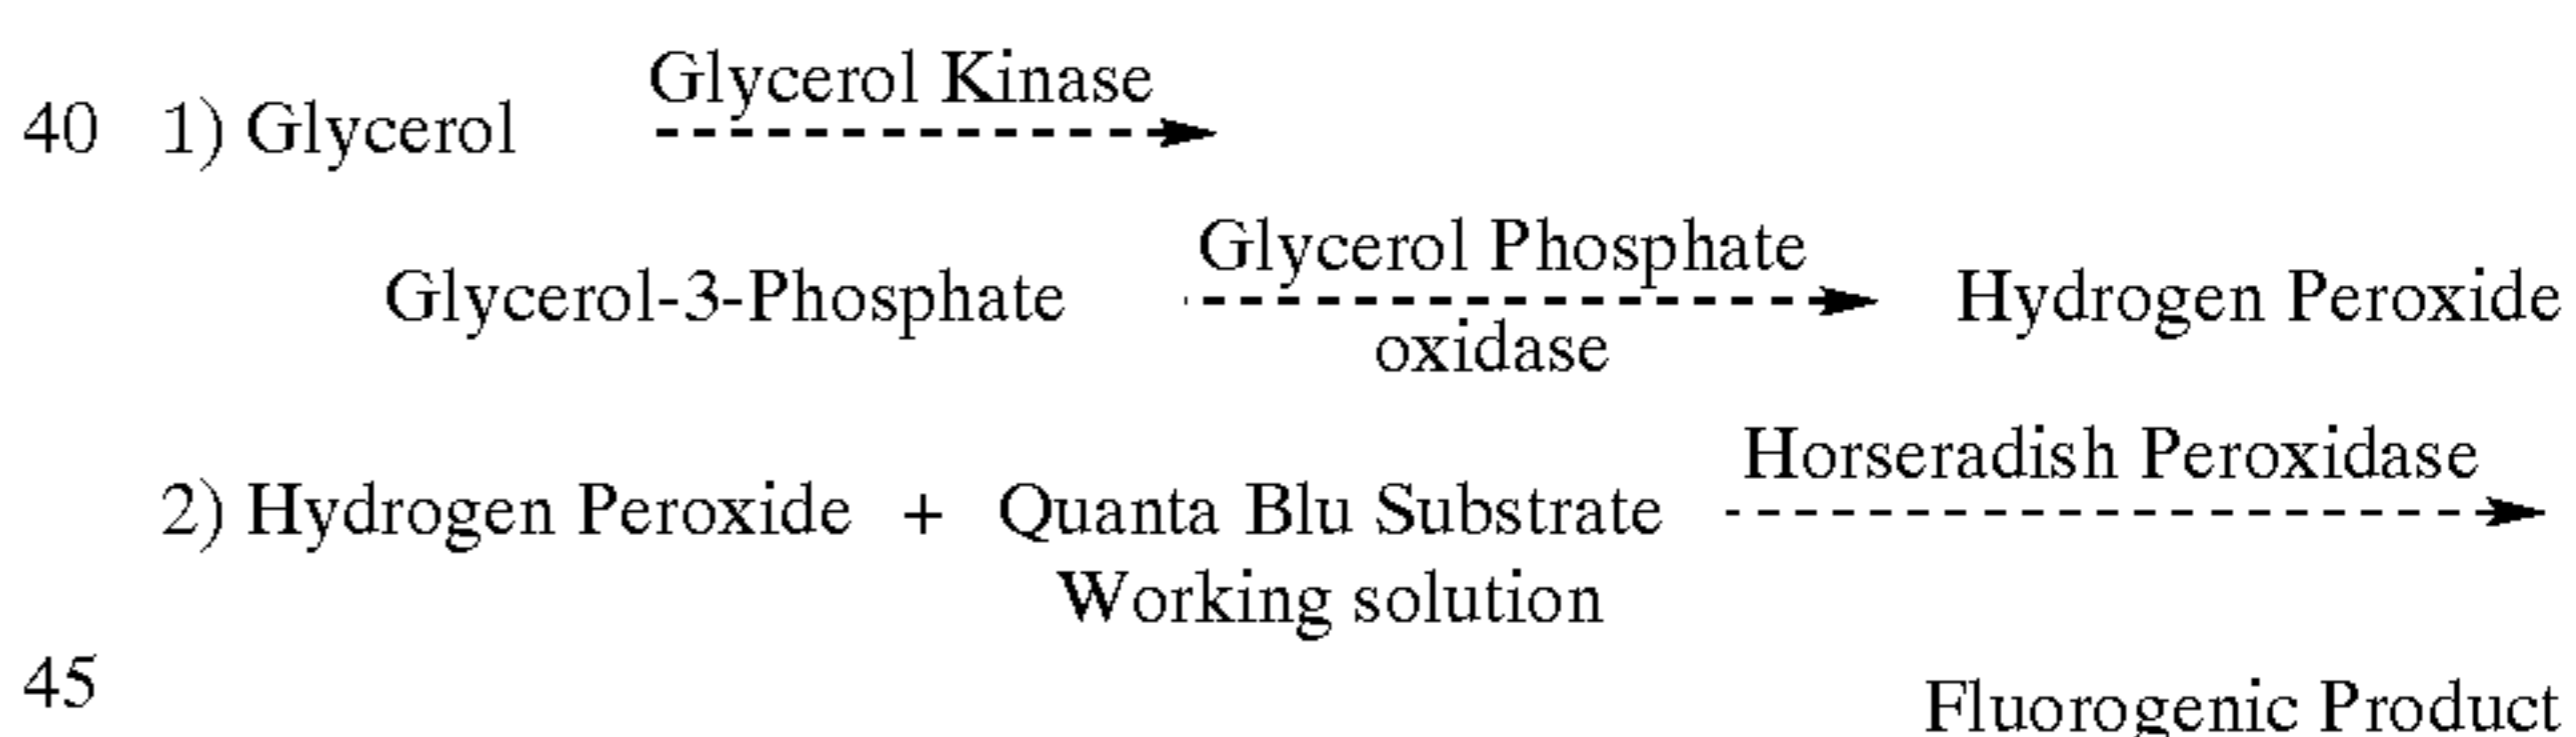 Glycerol Kinase
40 1) Glycerol
Glycerol Phosphate
Glycerol-3-Phosphate Hydrogen Peroxide
oxidase
Horseradish Peroxidase
2) Hydrogen Peroxide + Quanta Blu Substrate
Working solution
45
Fluorogenic Product